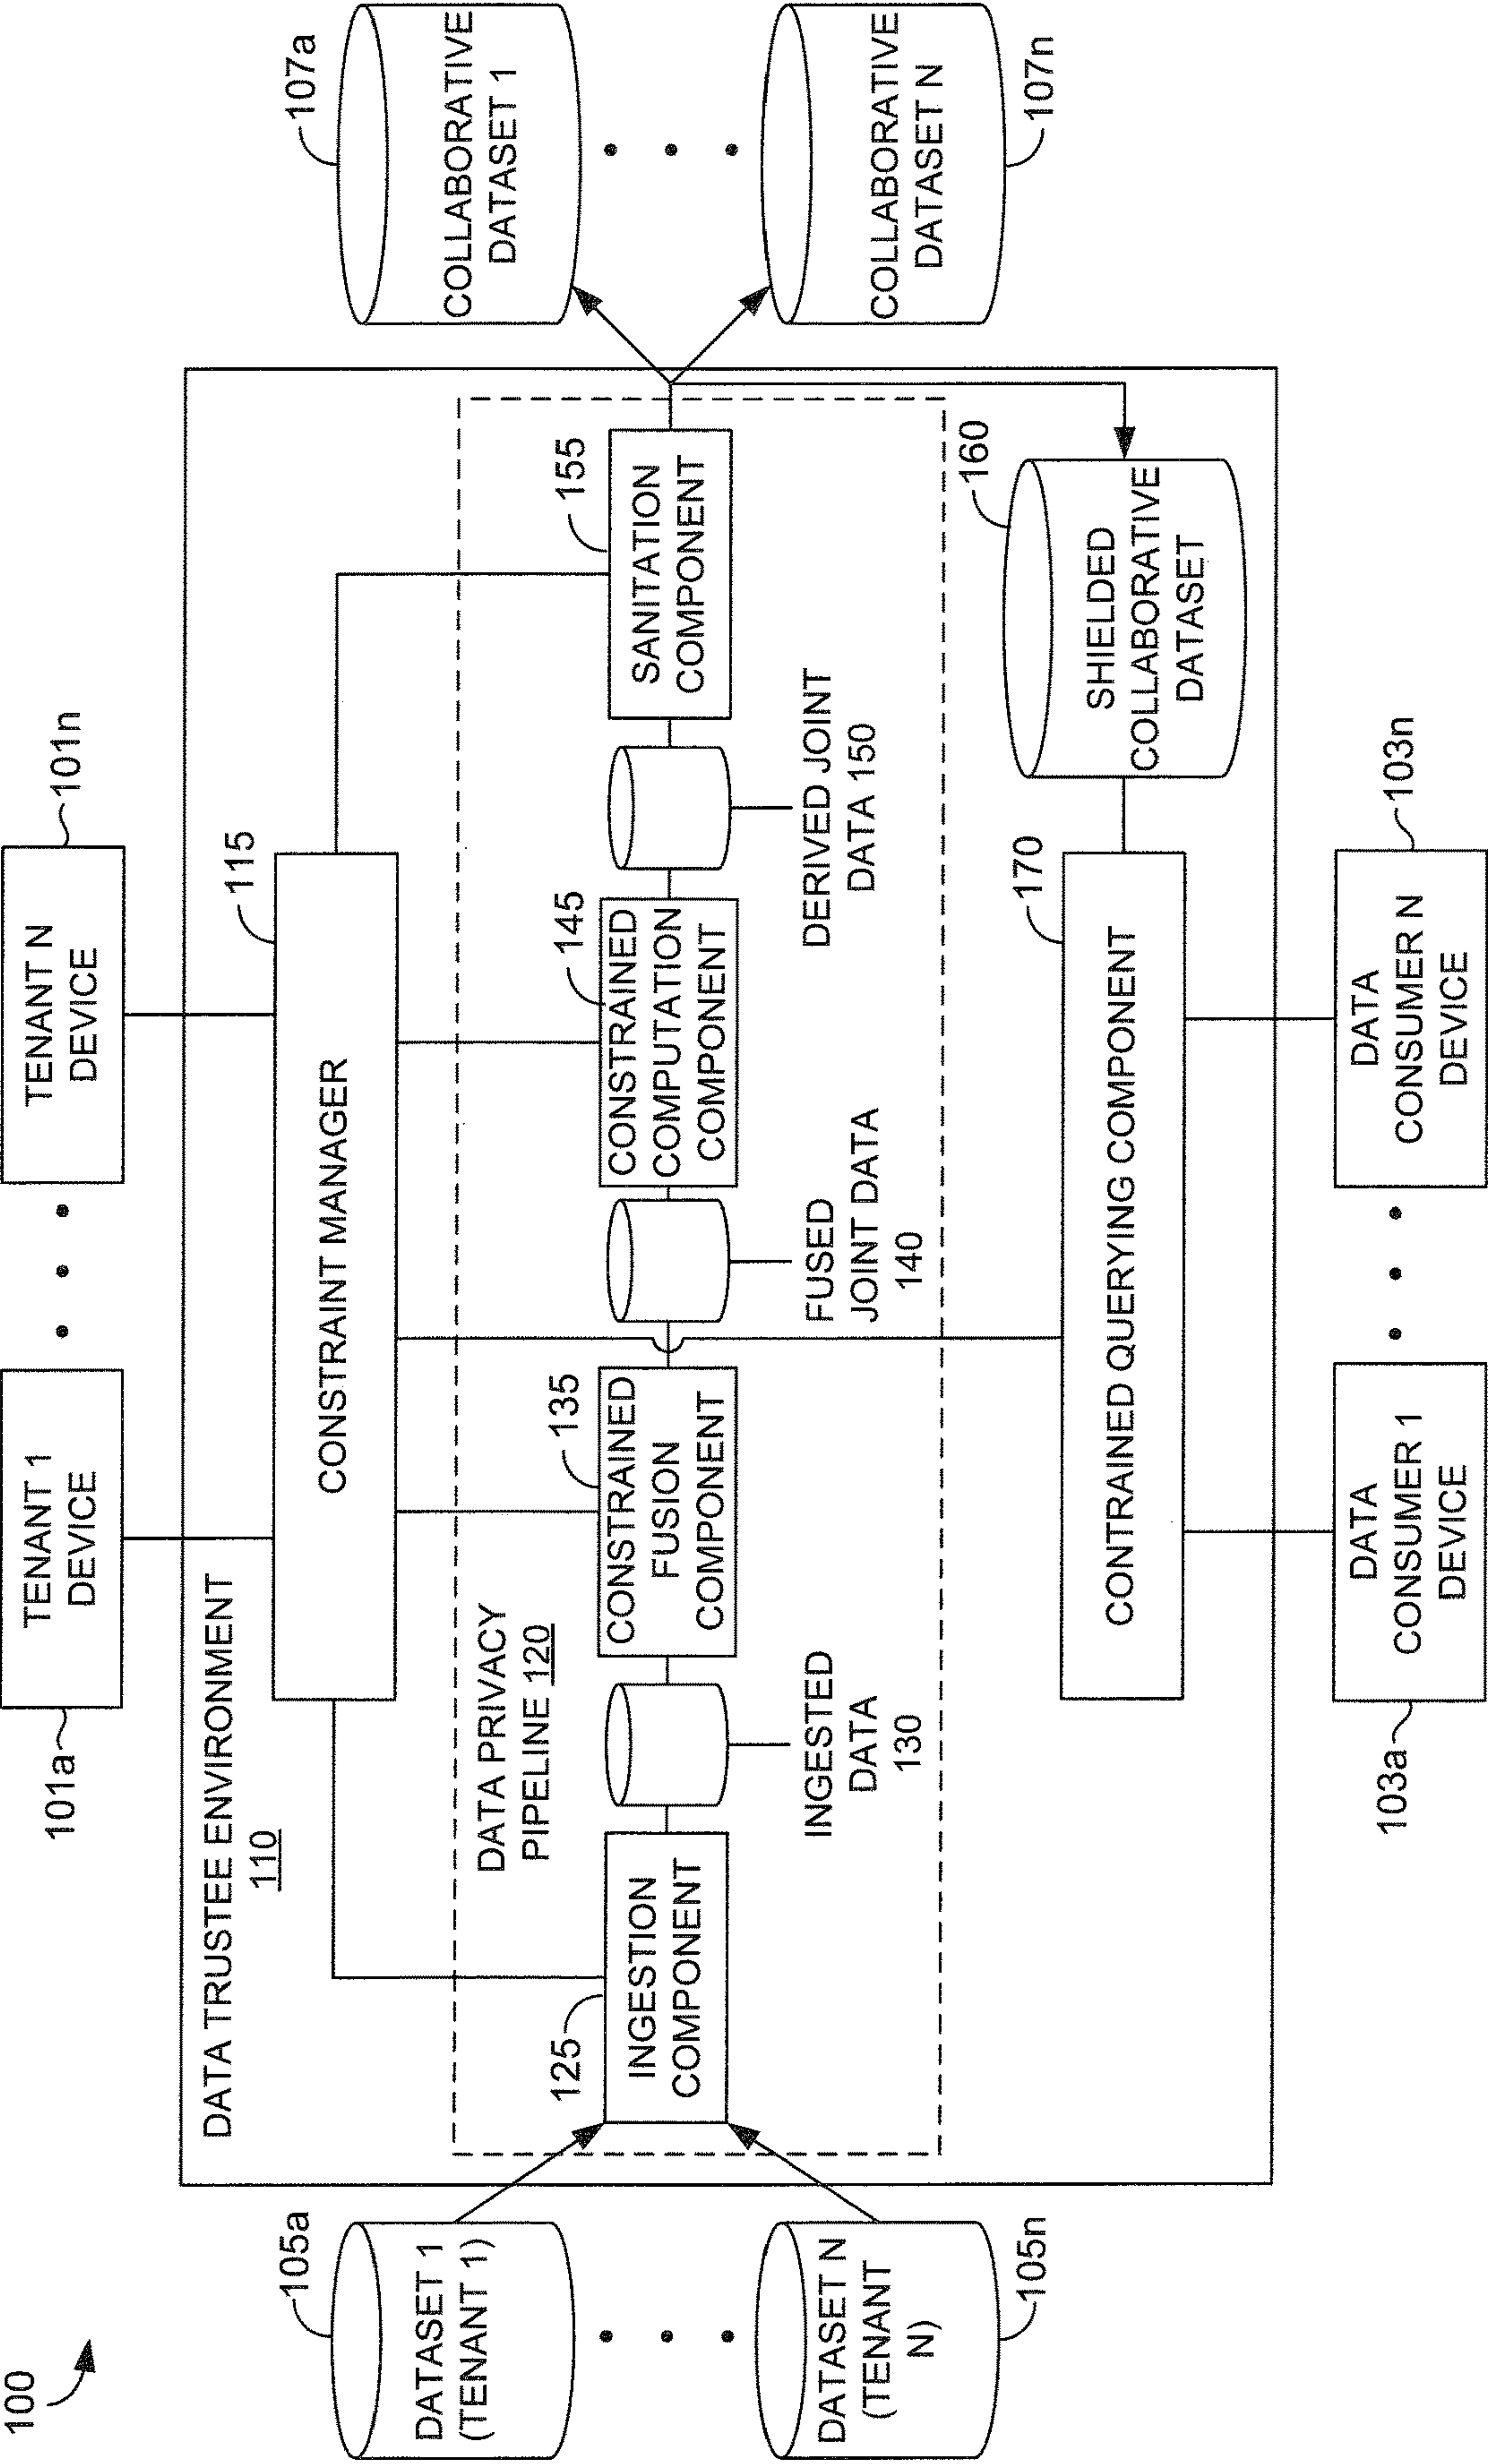 100
101a
TENANT 1
DEVICE
TENANT N
DEVICE
101n
DATA TRUSTEE ENVIRONMENT
110
115
CONSTRAINT MANAGER
105a
DATASET 1
(TENANT 1)
DATASET N
(TENANT
N)
105n
DATA PRIVACY
PIPELINE 120
125
INGESTION
COMPONENT
INGESTED
DATA
130
135
CONSTRAINED
FUSION
COMPONENT
FUSED
JOINT DATA
140
145
CONSTRAINED
COMPUTATION
COMPONENT
DERIVED JOINT
DATA 150
155
SANITATION
COMPONENT
107a
COLLABORATIVE
DATASET 1
COLLABORATIVE
DATASET N
107n
160
SHIELDED
COLLABORATIVE
DATASET
170
CONTRAINED QUERYING COMPONENT
103a
DATA
CONSUMER 1
DEVICE
DATA
CONSUMER N
DEVICE
103n